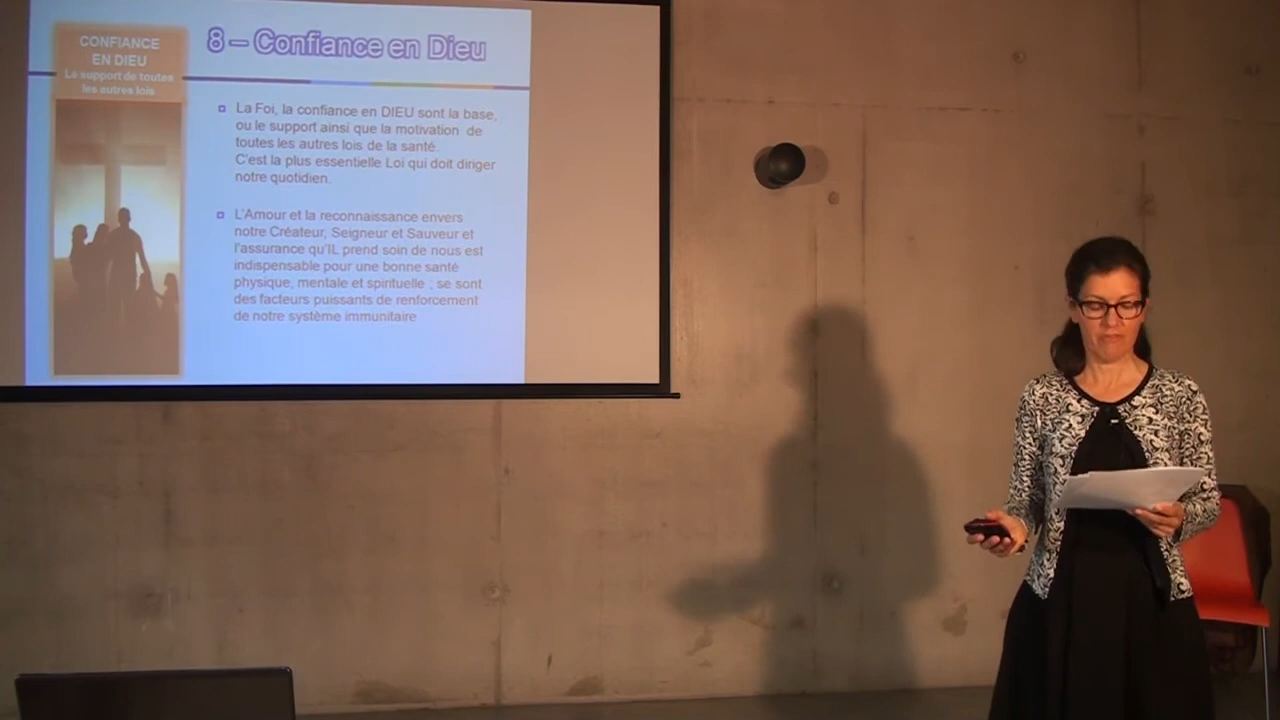 CONFIANCE
EN DIEU
Le support de toutes
les autres lois
8 – Confiance en Dieu
La Foi, la confiance en DIEU sont la base,
ou le support ainsi que la motivation de
toutes les autres lois de la santé.
C'est la plus essentielle Loi qui doit diriger
notre quotidien.
L'Amour et la reconnaissance envers
notre Créateur, Seigneur et Sauveur et
l'assurance qu'IL prend soin de nous est
indispensable pour une bonne santé
physique, mentale et spirituelle ; se sont
des facteurs puissants de renforcement
de notre système immunitaire